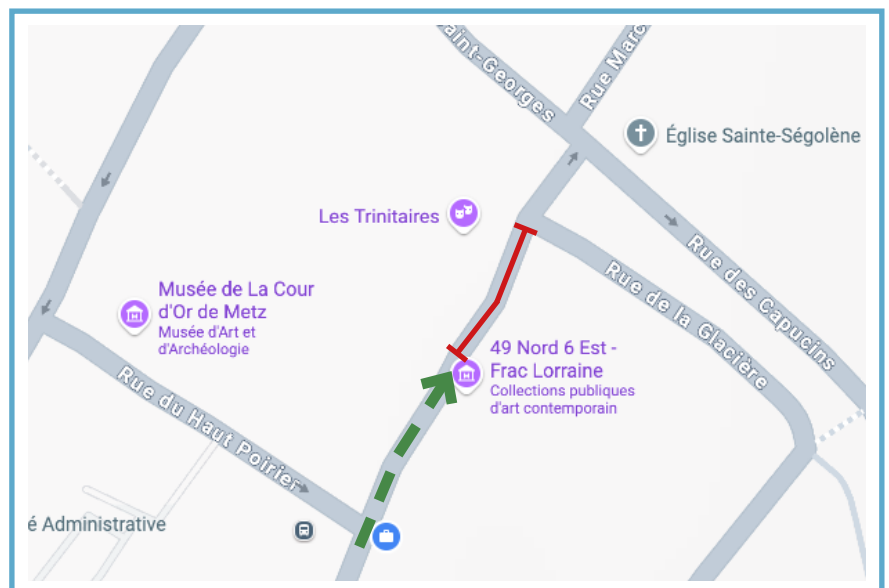 aint-Georges
Rue Marc
Église Sainte-Ségolène
Les Trinitaires
Rue des Capucins
Rue de la Glacière
Musée de La Cour
d'Or de Metz
Musée d'Art et
d'Archéologie
49 Nord 6 Est -
Frac Lorraine
Collections publiques
d'art contemporain
Rue du Haut Poirier
é Administrative